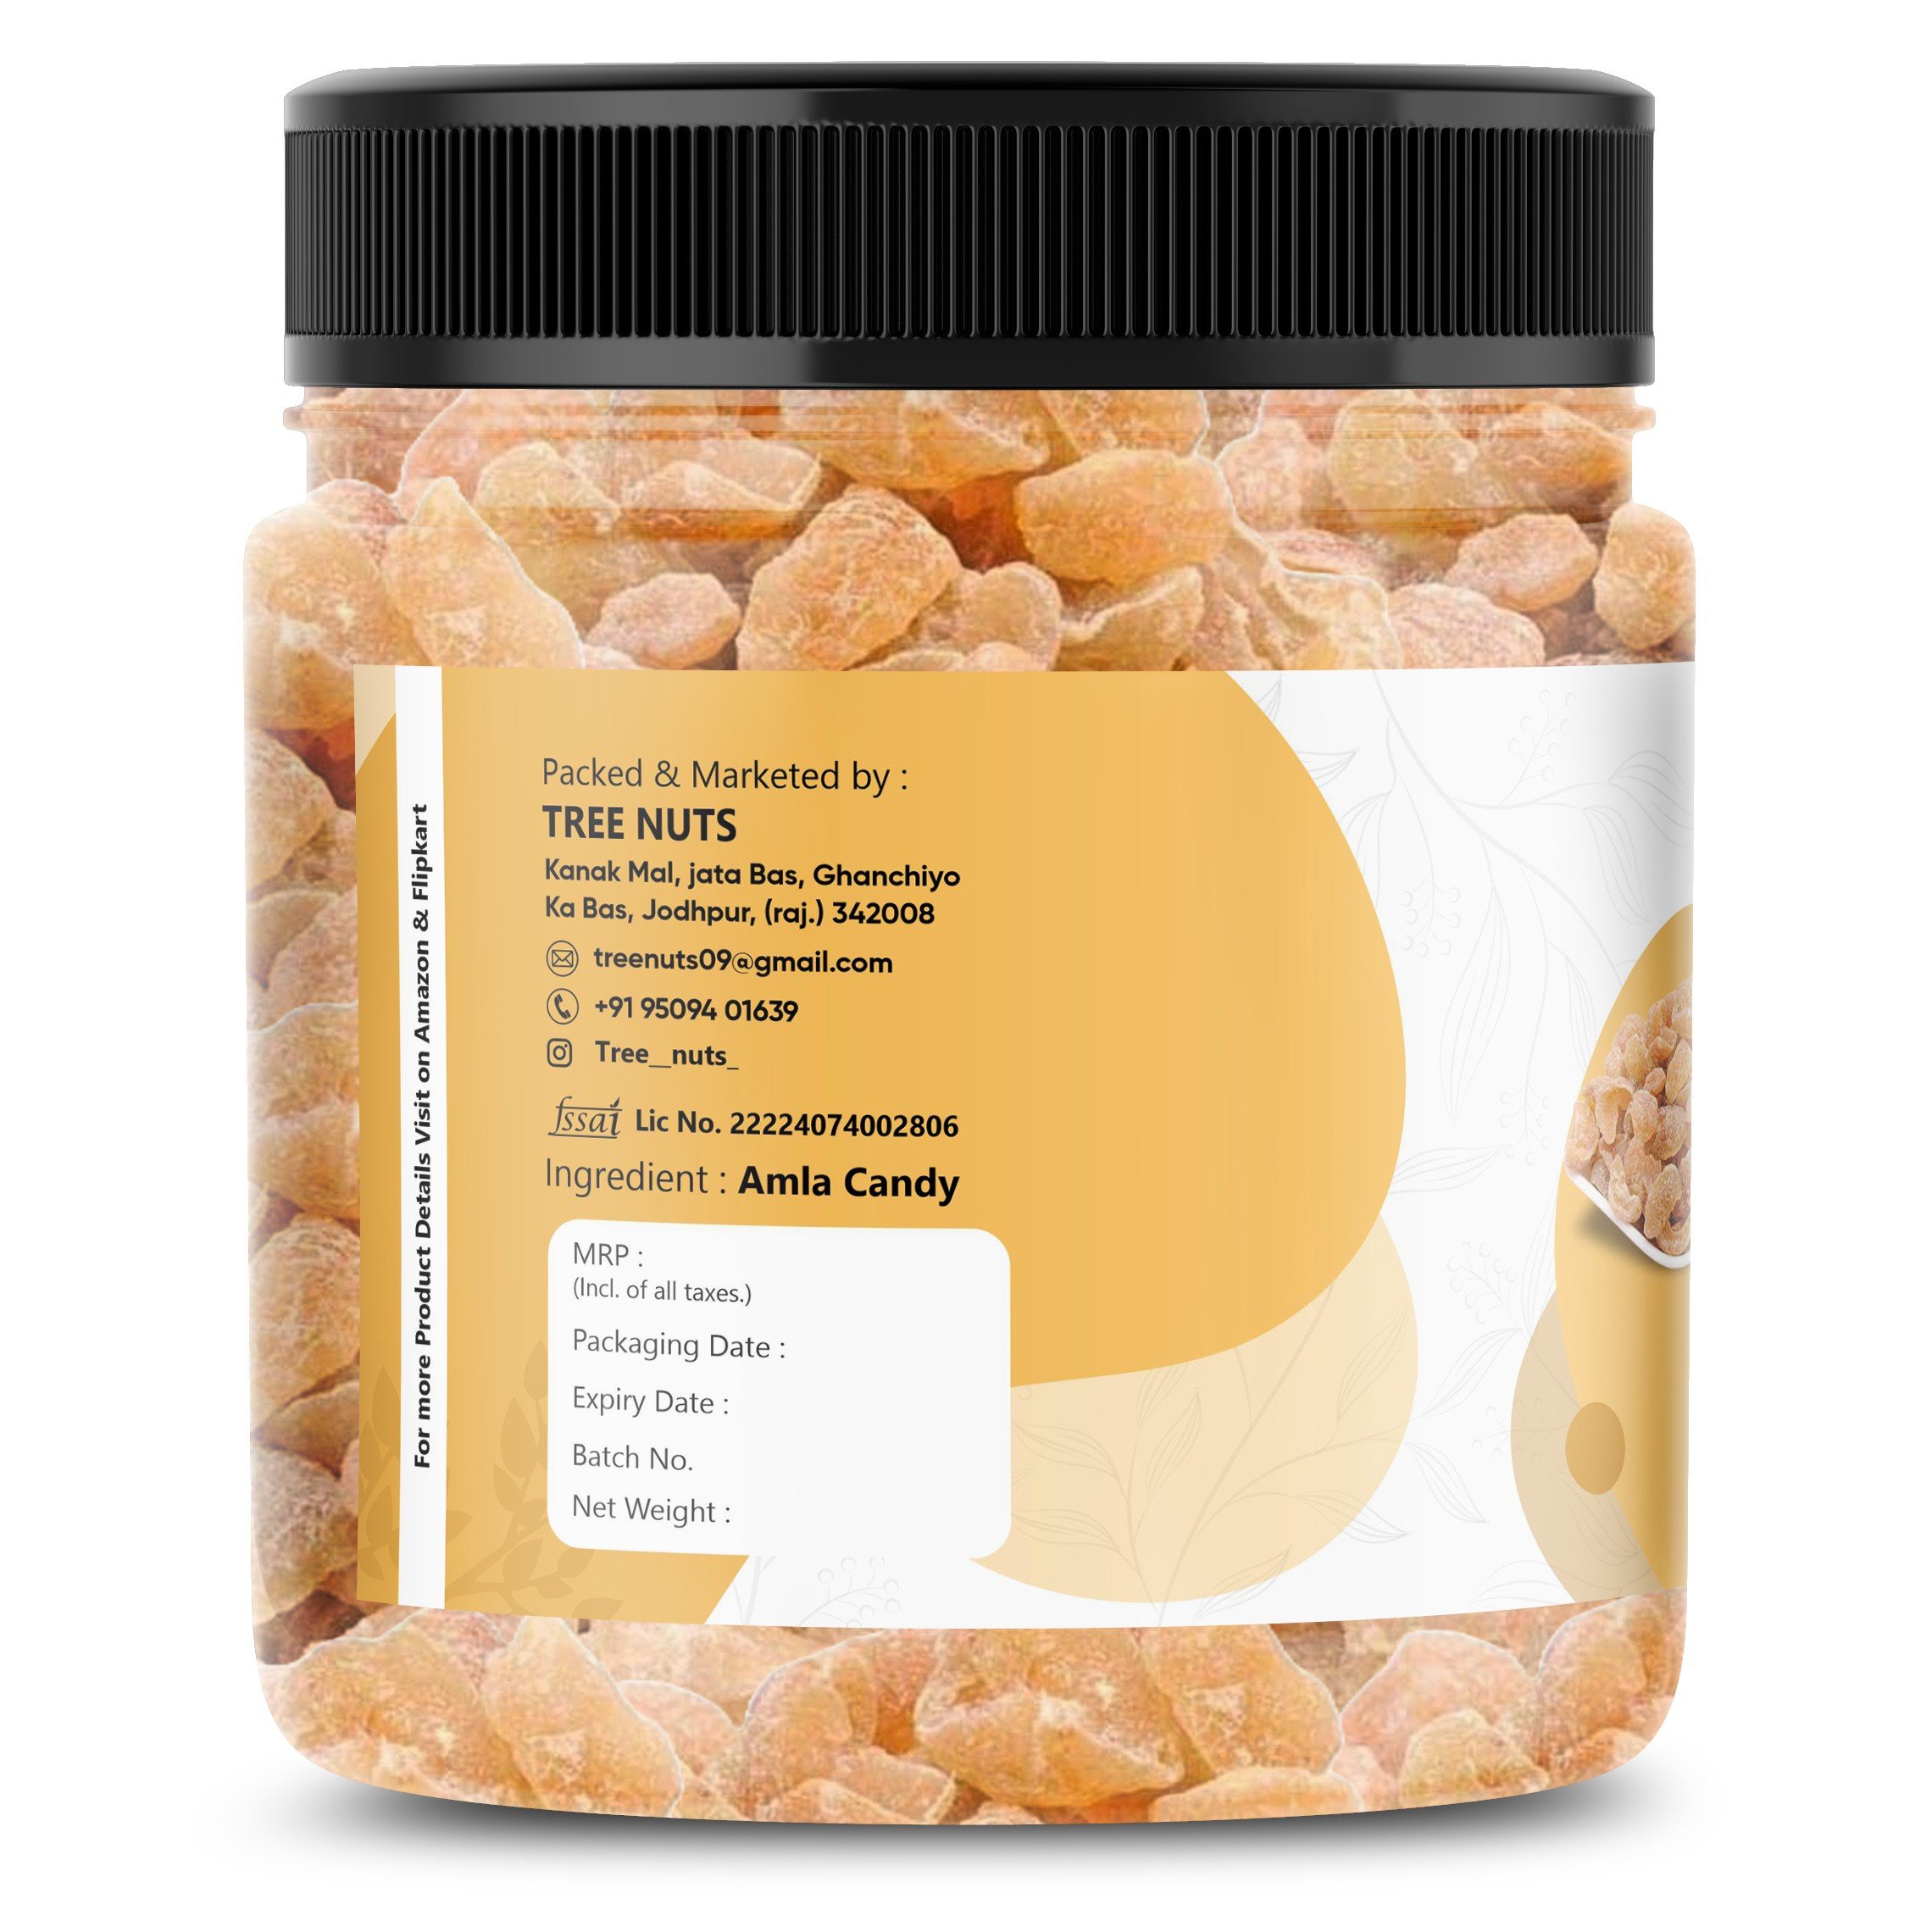 Packed & Marketed by :
TREE NUTS
Kanak Mal, jata Bas, Ghanchiyo
Ka Bas, Jodhpur, (raj.) 342008
treenuts09@gmail.com
+91 95094 01639
Tree__nuts_
fssai Lic No. 22224074002806
Ingredient : Amla Candy
MRP :
(Incl. of all taxes.)
Packaging Date :
Expiry Date :
Batch No.
Net Weight :
For more Product Details Visit on Amazon & Flipkart